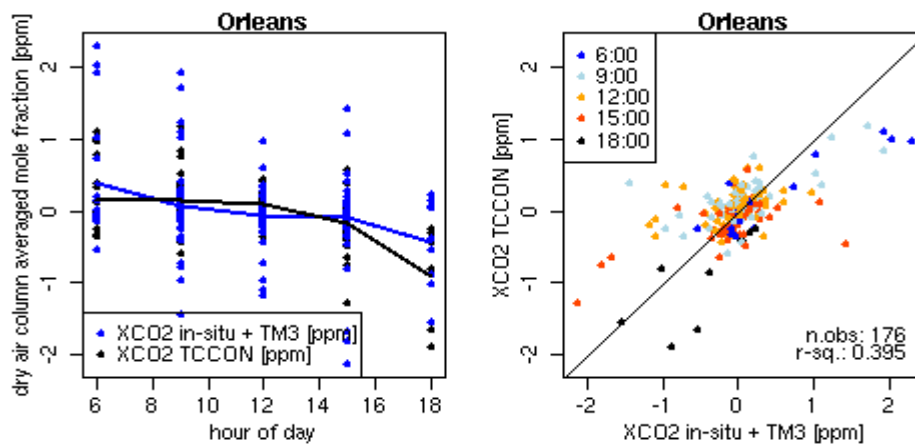 Orleans
dry air column averaged mole fraction [ppm]
2
1
0
-1
-2
XCO2 in-situ + TM3 [ppm]
XCO2 TCCON [ppm]
6 8 10 12 14 16 18
hour of day
Orleans
XCO2 TCCON [ppm]
2
1
0
-1
-2
6:00
9:00
12:00
15:00
18:00
n.obs: 176
r-sq.: 0.395
-2 -1 0 1 2
XCO2 in-situ + TM3 [ppm]